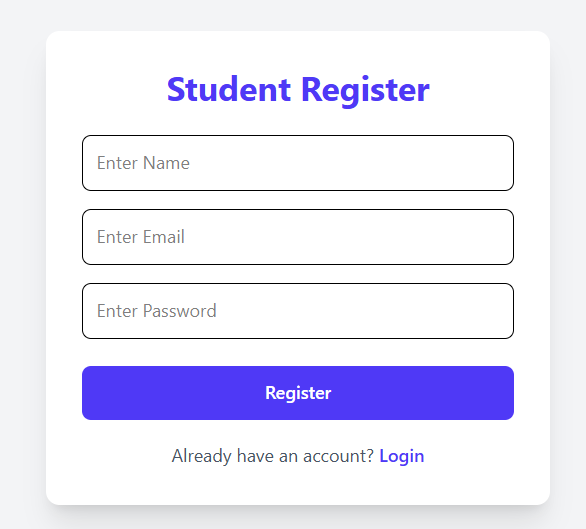 Student Register
Enter Name
Enter Email
Enter Password
Register
Already have an account? Login